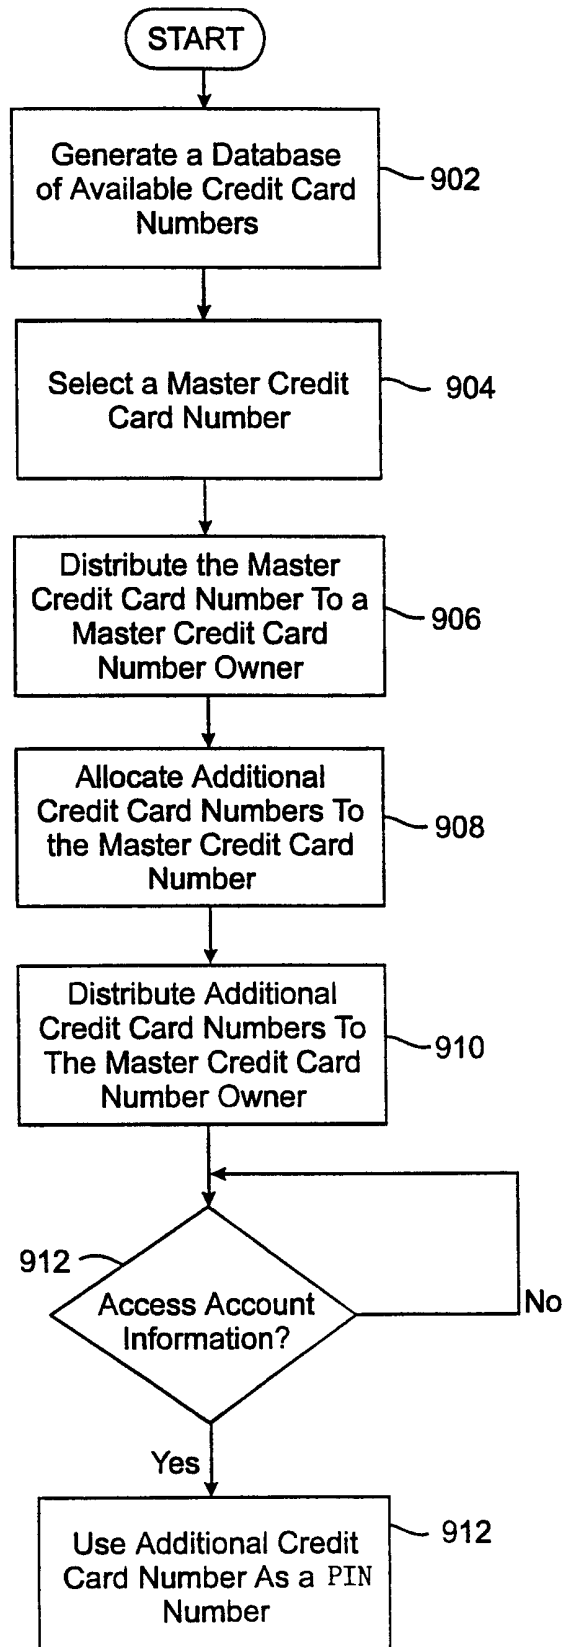 START
Generate a Database
of Available Credit Card
Numbers
902
Select a Master Credit
Card Number
904
Distribute the Master
Credit Card Number To a
Master Credit Card
Number Owner
906
Allocate Additional
Credit Card Numbers To
the Master Credit Card
Number
908
Distribute Additional
Credit Card Numbers To
The Master Credit Card
Number Owner
910
912
Access Account
Information?
No
Yes
Use Additional Credit
Card Number As a PIN
Number
912